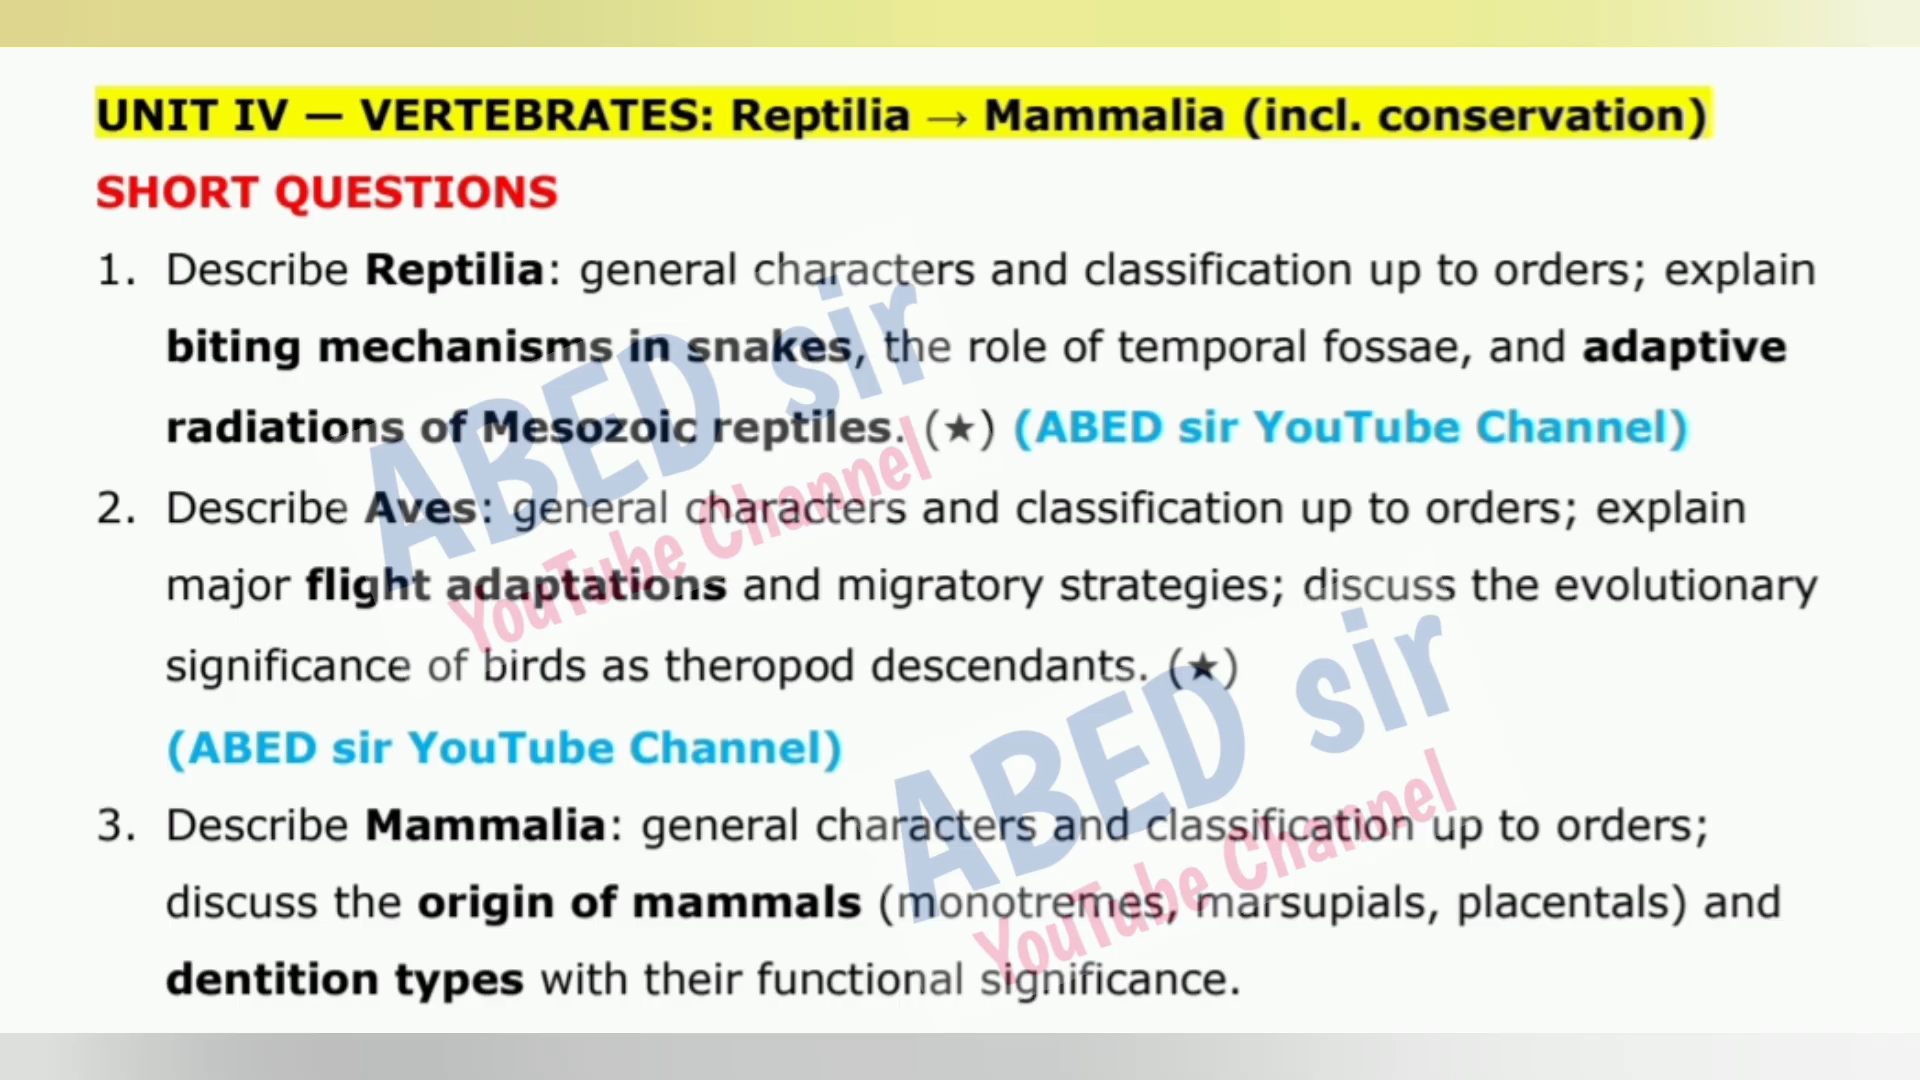 UNIT IV — VERTEBRATES: Reptilia → Mammalia (incl. conservation)
SHORT QUESTIONS
1. Describe Reptilia: general characters and classification up to orders; explain
biting mechanisms in snakes, the role of temporal fossae, and adaptive
radiations of Mesozoic reptiles. (★) (ABED sir YouTube Channel)
2. Describe Aves: general characters and classification up to orders; explain
major flight adaptations and migratory strategies; discuss the evolutionary
significance of birds as theropod descendants. (★)
(ABED sir YouTube Channel)
3. Describe Mammalia: general characters and classification up to orders;
discuss the origin of mammals (monotremes, marsupials, placentals) and
dentition types with their functional significance.
ABED sir
YouTube Channel
ABED sir
YouTube Channel